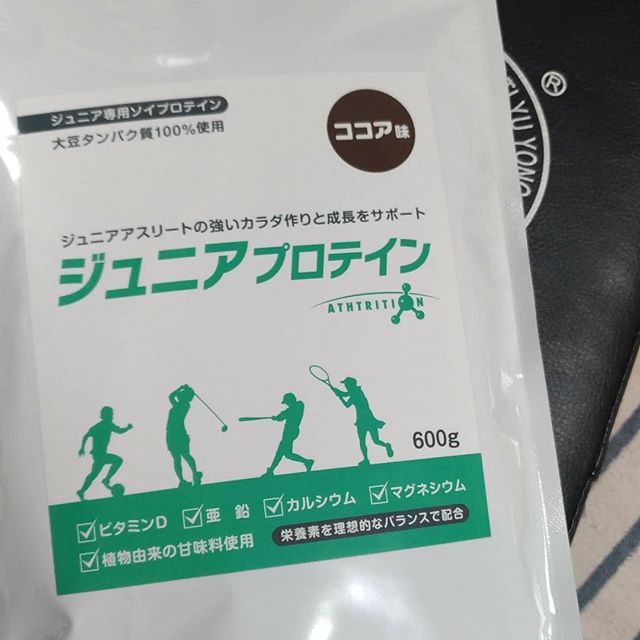 ジュニア専用ソイプロテイン
大豆タンパク質100%使用
ココア味
ジュニアアスリートの強いカラダ作りと成長をサポート
ジュニアプロテイン
ATHTRITION
600g
ビタミンD
亜 鉛
カルシウム
マグネシウム
植物由来の甘味料使用
栄養素を理想的なバランスで配合
YU YONG
®